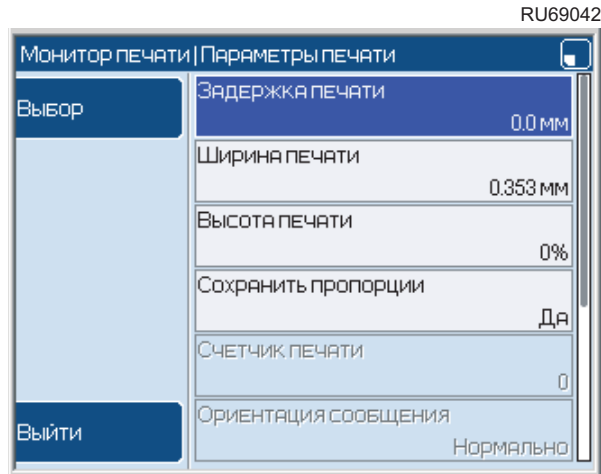 RU69042
Монитор печати|Параметры печати
Выбор
Задержка печати
0.0 мм
Ширина печати
0.353 мм
Высота печати
0%
Сохранить пропорции
Да
Счетчик печати
0
Ориентация сообщения
Нормально
Выйти